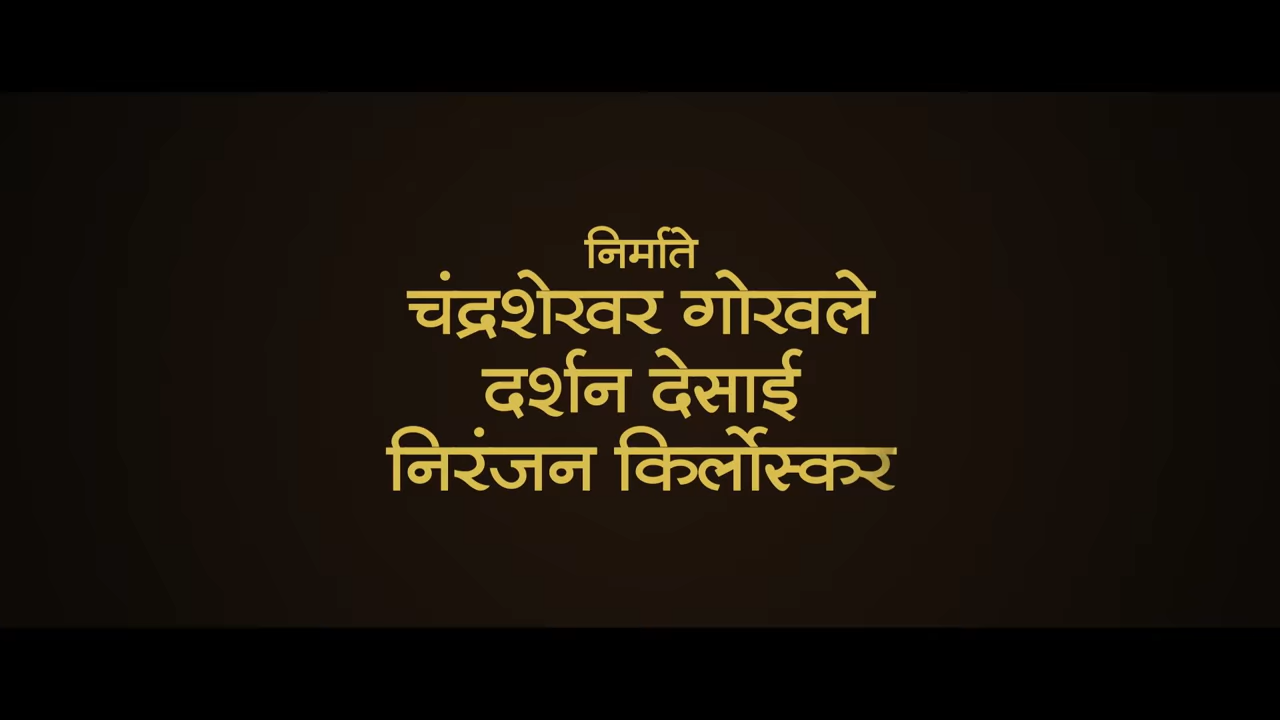 निर्माते
चंद्रशेखर गोखले
दर्शन देसाई
निरंजन किर्लोस्कर